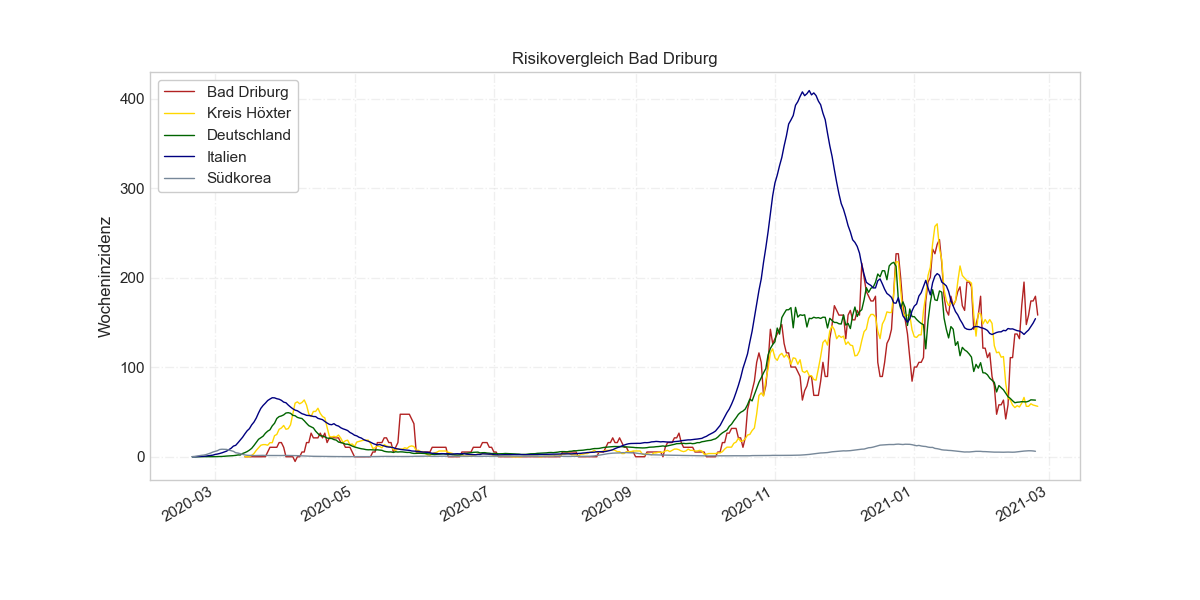 Risikovergleich Bad Driburg
Bad Driburg
Kreis Höxter
Deutschland
Italien
Südkorea
Wocheninzidenz
400
300
200
100
0
2020-03
2020-05
2020-07
2020-09
2020-11
2021-01
2021-03